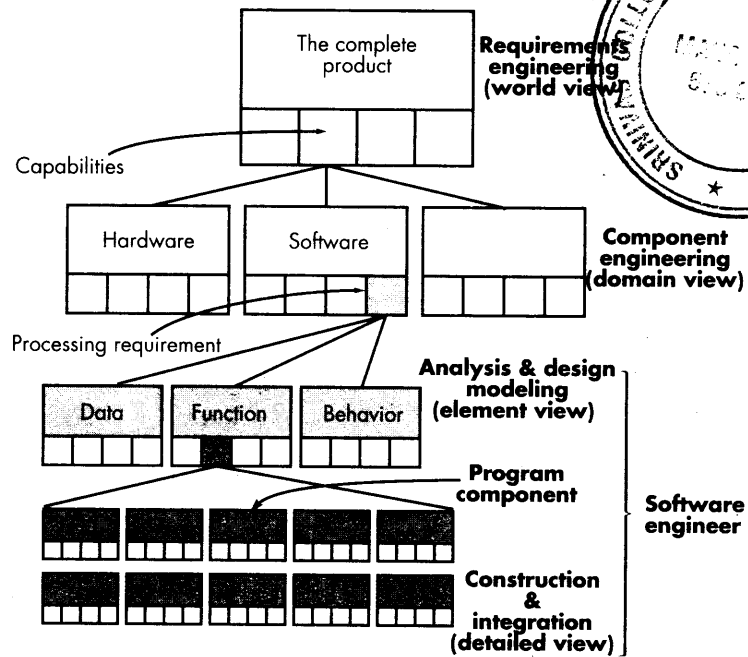 The complete
product
Requirements
engineering
(world view)
Capabilities
Hardware
Software
Component
engineering
(domain view)
Processing requirement
Analysis & design
modeling
(element view)
Data
Function
Behavior
Program
component
Software
engineer
Construction
&
integration
(detailed view)